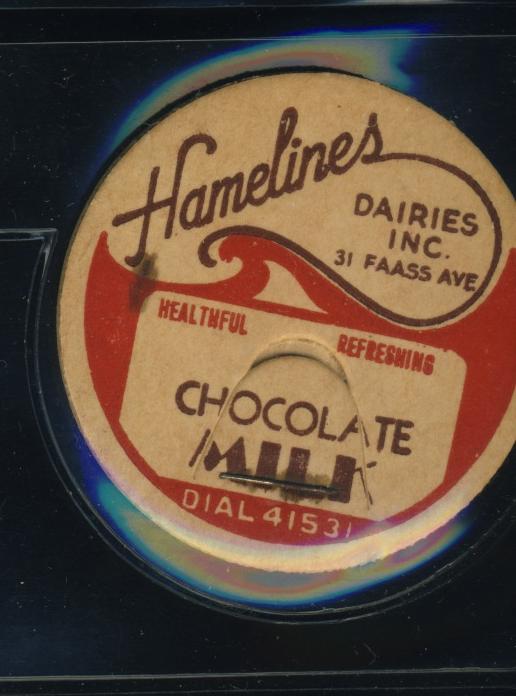 Hamelines
DAIRIES
INC.
31 FAASS AVE.
HEALTHFUL
REFRESHING
CHOCOLATE
MILK
DIAL 41531